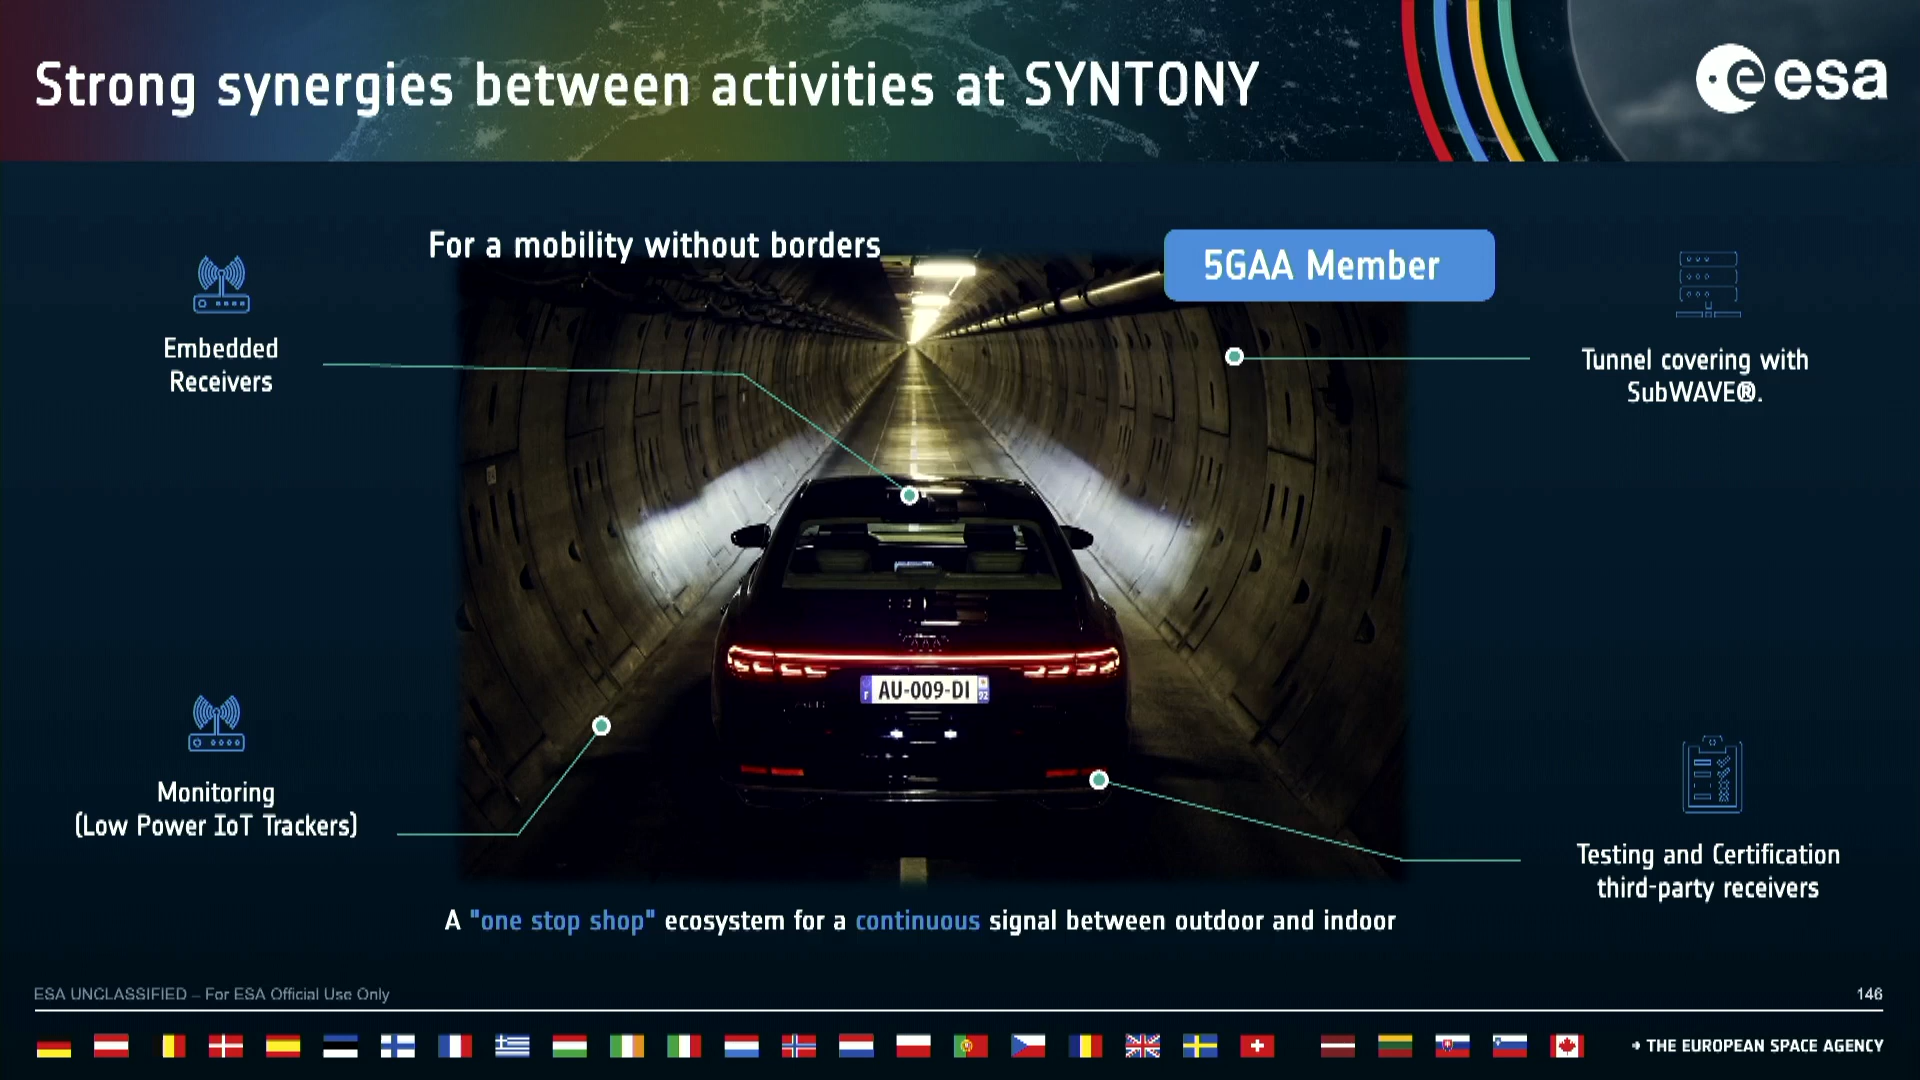 Strong synergies between activities at SYNTONY
esa
For a mobility without borders
5GAA Member
Embedded
Receivers
Tunnel covering with
SubWAVE®.
AU-009-DI
F
92
Monitoring
(Low Power IoT Trackers)
Testing and Certification
third-party receivers
A "one stop shop" ecosystem for a continuous signal between outdoor and indoor
ESA UNCLASSIFIED – For ESA Official Use Only
146
→ THE EUROPEAN SPACE AGENCY